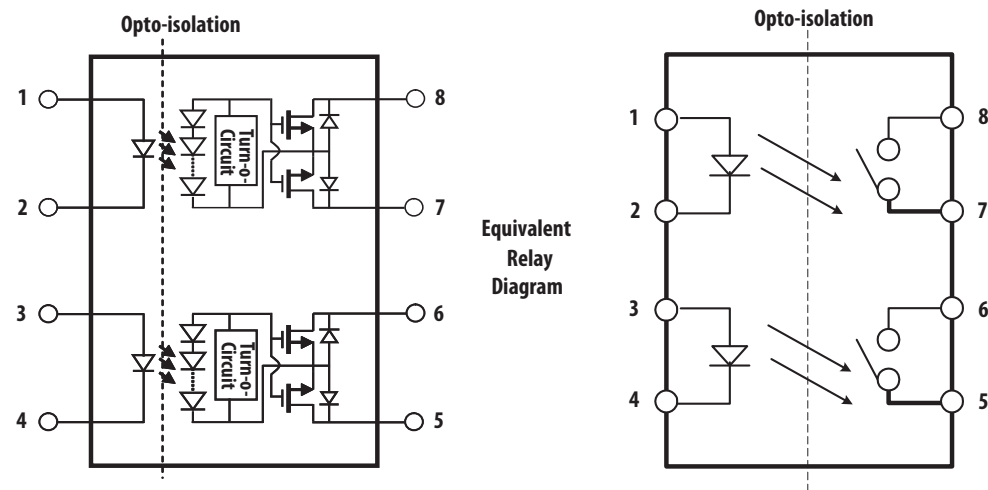 Opto-isolation
1
2
3
4
8
7
6
5
Turn-o-
Circuit
Turn-o-
Circuit
Equivalent
Relay
Diagram
Opto-isolation
1
2
3
4
8
7
6
5